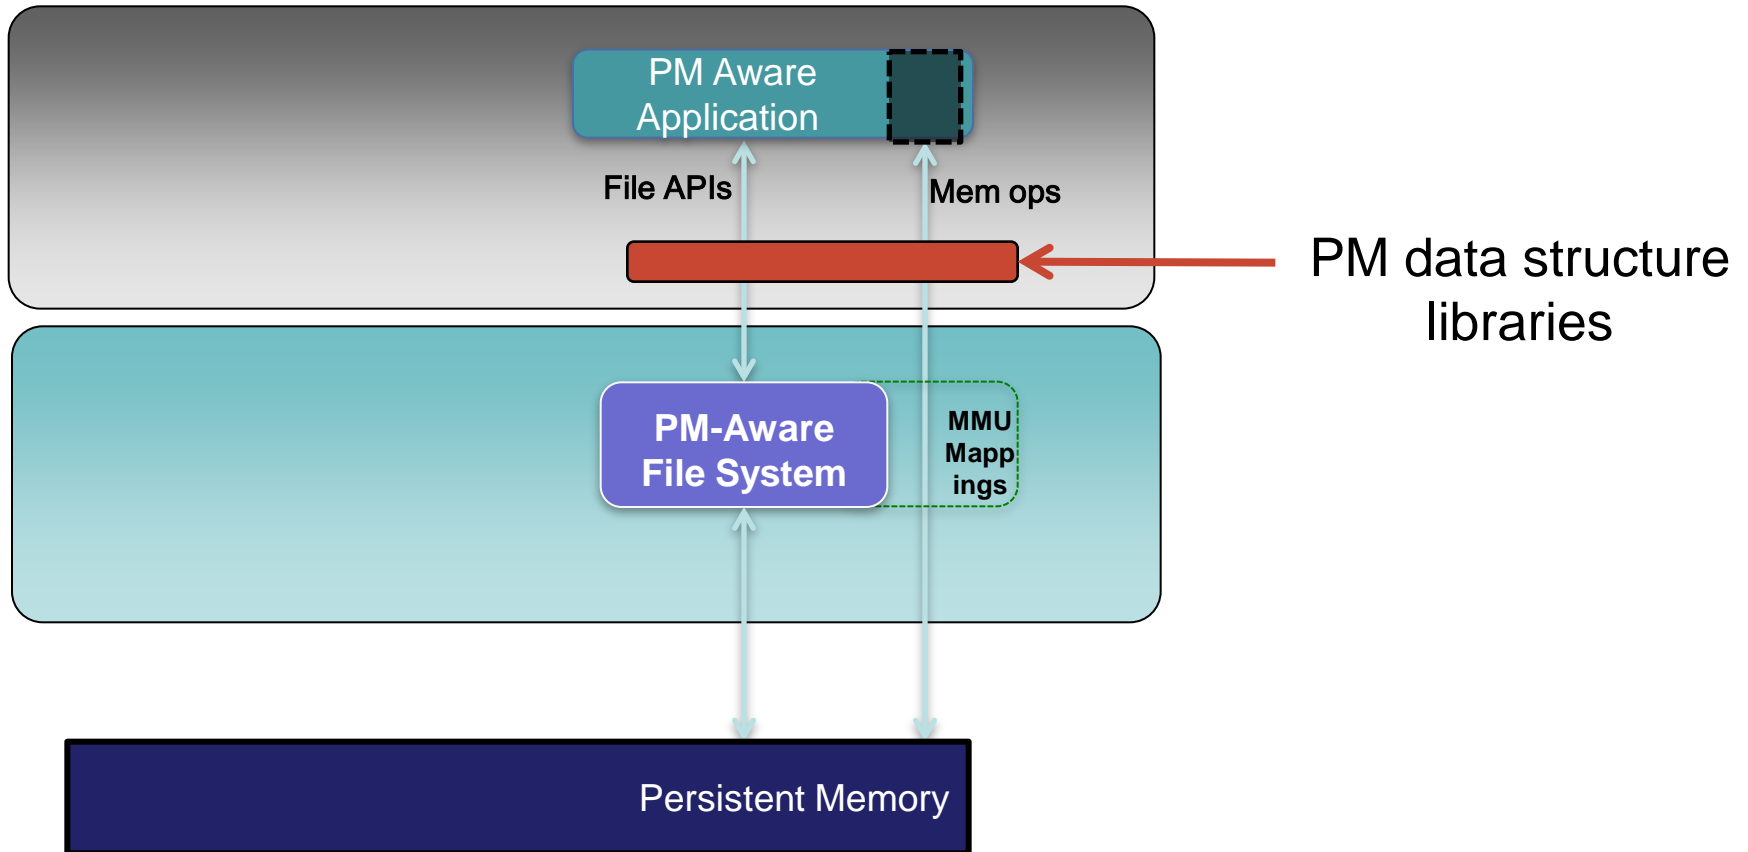 PM Aware
Application
File APIs
Mem ops
PM data structure
libraries
PM-Aware
File System
MMU
Mapp
ings
Persistent Memory